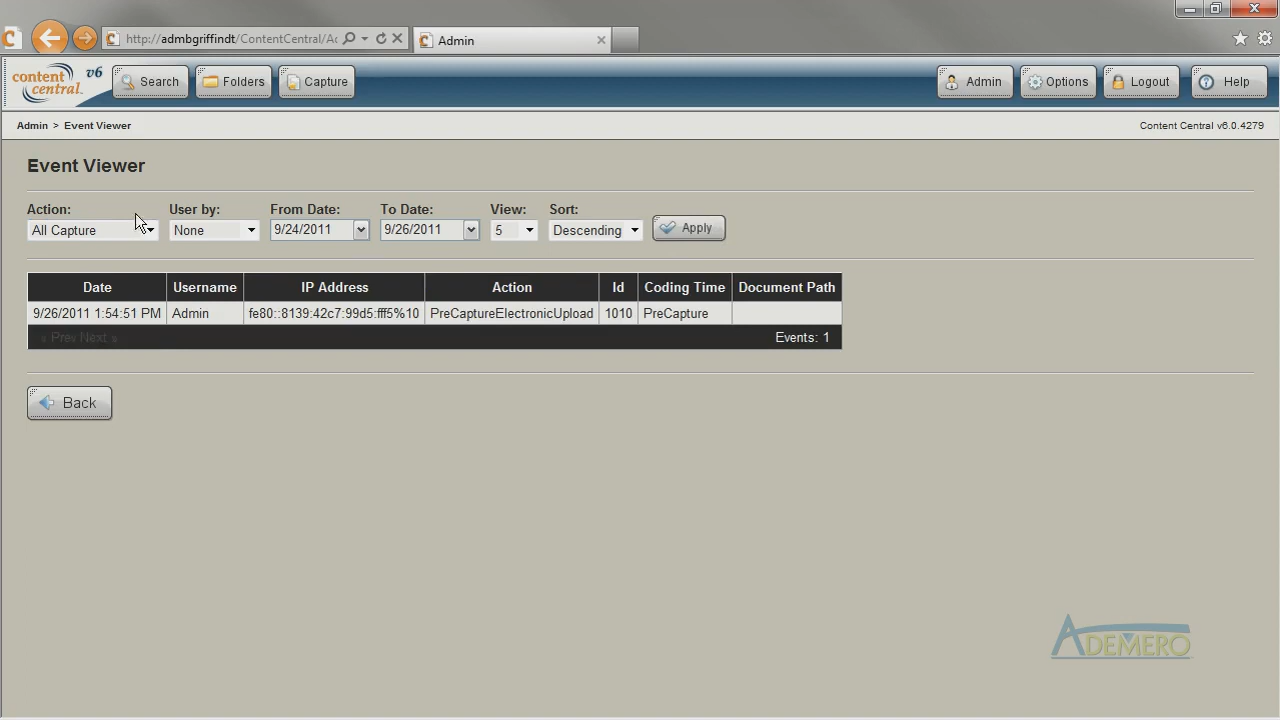 http://admbgriffindt/ContentCentral/Ac
Admin
content central. v6
Search
Folders
Capture
Admin
Options
Logout
Help
Admin > Event Viewer
Content Central v6.0.4279
Event Viewer
Action: User by: From Date: To Date: View: Sort:
All Capture None 9/24/2011 9/26/2011 5 Descending Apply
Date Username IP Address Action Id Coding Time Document Path
9/26/2011 1:54:51 PM Admin fe80::8139:42c7:99d5:fff5%10 PreCaptureElectronicUpload 1010 PreCapture
« Prev Next » Events: 1
Back
ADEMERO